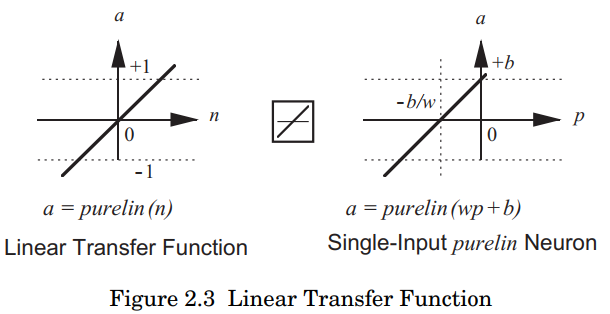 a
+1
n
0
-1
a = purelin(n)
Linear Transfer Function
a
+b
-b/w
p
0
a = purelin(wp+b)
Single-Input purelin Neuron
Figure 2.3 Linear Transfer Function